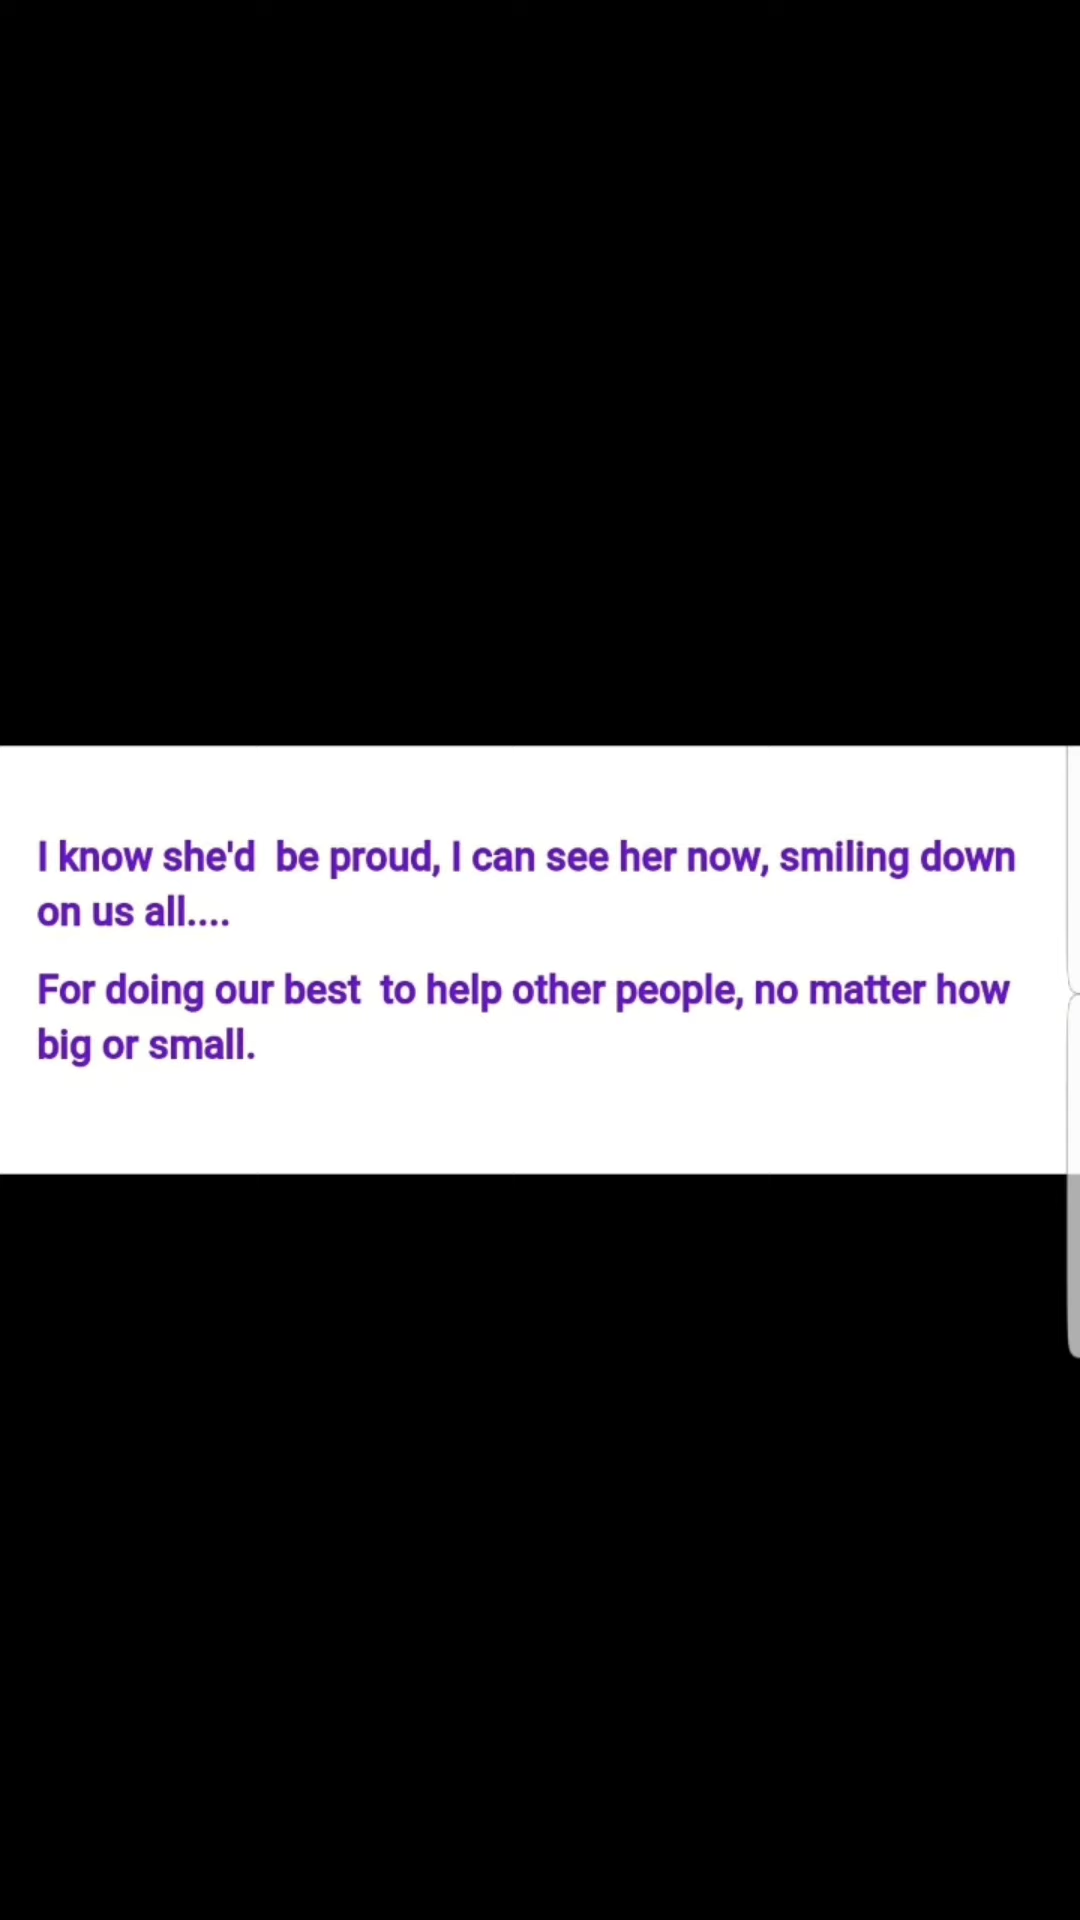 I know she'd  be proud, I can see her now, smiling down
on us all....
For doing our best  to help other people, no matter how
big or small.